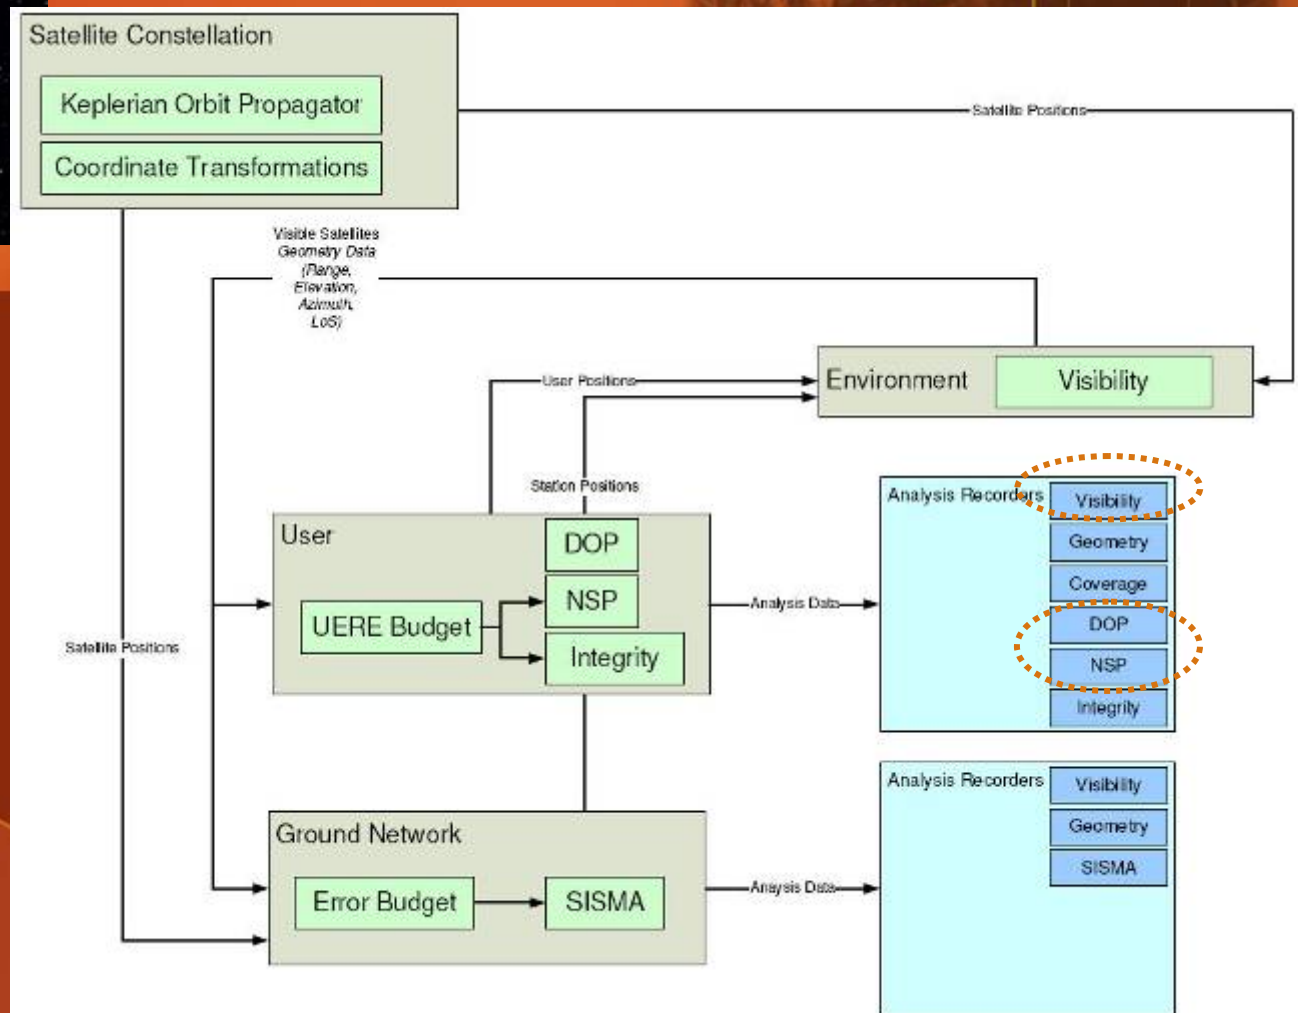 Satellite Constellation
Keplerian Orbit Propagator
Coordinate Transformations
Satellite Positions
Visible Satellites
Geometry Data
(Range,
Elevation,
Azimuth,
LoS)
User Positions
Environment
Visibility
Station Positions
User
DOP
NSP
UERE Budget
Integrity
Analysis Data
Analysis Recorders
Visibility
Geometry
Coverage
DOP
NSP
Integrity
Satellite Positions
Ground Network
Error Budget
SISMA
Anaysis Data
Analysis Recorders
Visibility
Geometry
SISMA